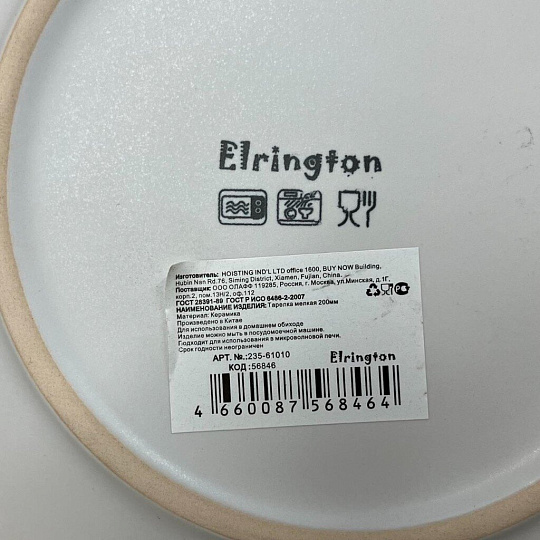 Elrington
Изготовитель: HOISTING IND'L LTD office 1600, BUY NOW Building,
Hubin Nan Rd.76, Siming District, Xiamen, Fujian, China.
Поставщик: ООО ОЛАФФ 119285, Россия, г. Москва, ул.Минская, д.1Г,
корп.2, пом.13Н/2, оф.112
ГОСТ 28391-89 ГОСТ Р ИСО 6486-2-2007
НАИМЕНОВАНИЕ ИЗДЕЛИЯ: Тарелка мелкая 200мм
Материал: Керамика
Произведено в Китае
Для использования в домашнем обиходе
Изделие можно мыть в посудомоечной машине.
Подходит для использования в микроволновой печи.
Срок годности неограничен
АРТ. №.:235-61010 Elrington
КОД :56846
4 660087 568464